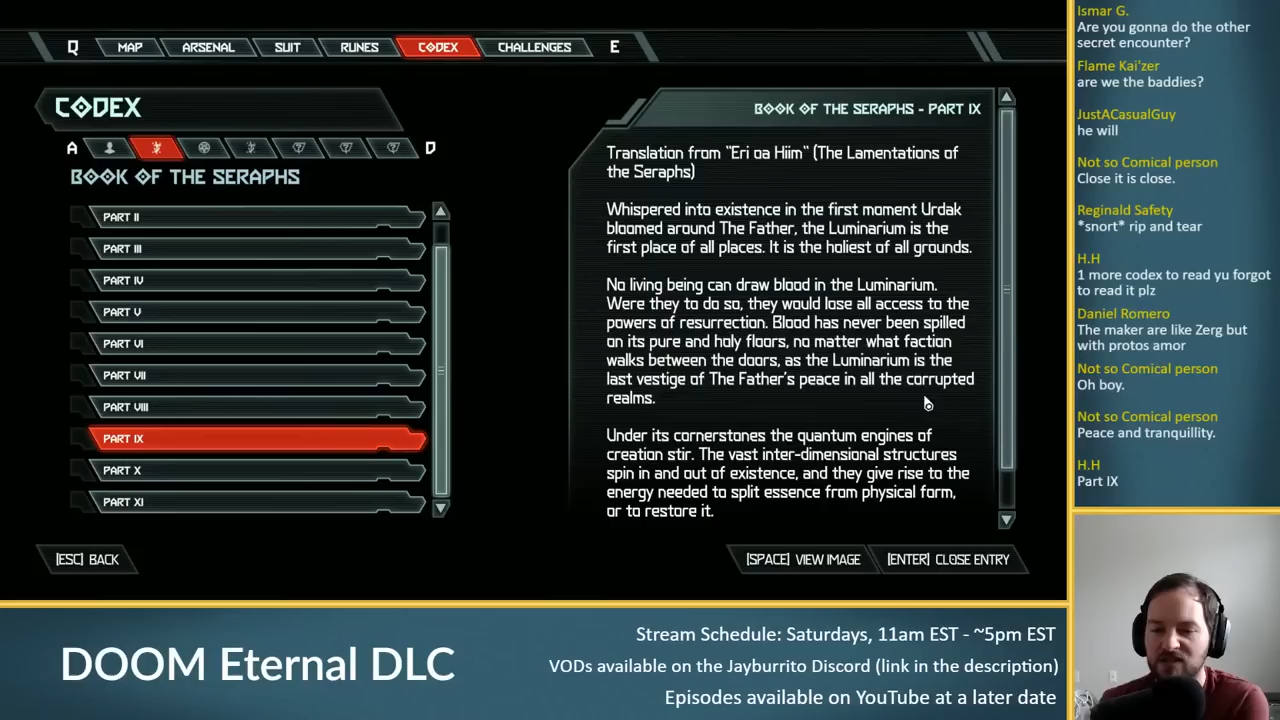 Q
MAP
ARSENAL
SUIT
RUNES
CODEX
CHALLENGES
E
CODEX
A
D
BOOK OF THE SERAPHS
PART II
PART III
PART IV
PART V
PART VI
PART VII
PART VIII
PART IX
PART X
PART XI
BOOK OF THE SERAPHS - PART IX
Translation from "Eri oa Hiim" (The Lamentations of
the Seraphs)
Whispered into existence in the first moment Urdak
bloomed around The Father, the Luminarium is the
first place of all places. It is the holiest of all grounds.
No living being can draw blood in the Luminarium.
Were they to do so, they would lose all access to the
powers of resurrection. Blood has never been spilled
on its pure and holy floors, no matter what faction
walks between the doors, as the Luminarium is the
last vestige of The Father's peace in all the corrupted
realms.
Under its cornerstones the quantum engines of
creation stir. The vast inter-dimensional structures
spin in and out of existence, and they give rise to the
energy needed to split essence from physical form,
or to restore it.
[ESC] BACK
[SPACE] VIEW IMAGE
[ENTER] CLOSE ENTRY
Ismar G.
Are you gonna do the other
secret encounter?
Flame Kai'zer
are we the baddies?
JustACasualGuy
he will
Not so Comical person
Close it is close.
Reginald Safety
*snort* rip and tear
H.H
1 more codex to read yu forgot
to read it plz
Daniel Romero
The maker are like Zerg but
with protos amor
Not so Comical person
Oh boy.
Not so Comical person
Peace and tranquillity.
H.H
Part IX
DOOM Eternal DLC
Stream Schedule: Saturdays, 11am EST - ~5pm EST
VODs available on the Jayburrito Discord (link in the description)
Episodes available on YouTube at a later date